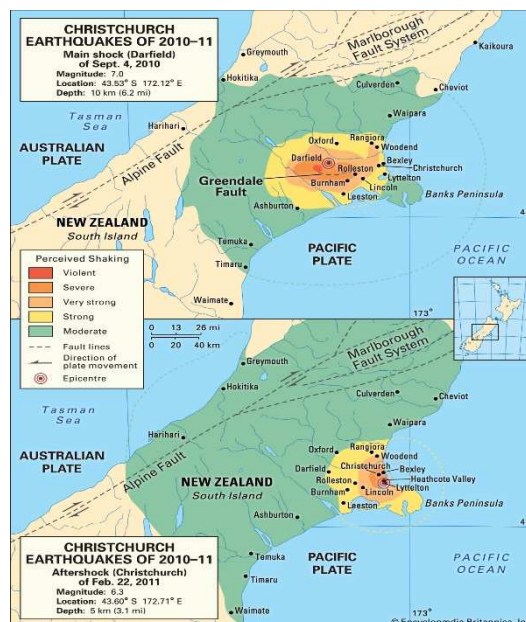 CHRISTCHURCH
EARTHQUAKES OF 2010–11
Main shock (Darfield)
of Sept. 4, 2010
Magnitude: 7.0
Location: 43.53° S 172.12° E
Depth: 10 km (6.2 mi)
Greymouth
Marlborough
Fault System
Kaikoura
Hokitika
Culverden
Cheviot
Tasman
Sea
Harihari
Waipara
AUSTRALIAN
PLATE
Alpine Fault
Oxford
Rangiora
Woodend
Darfield
Bexley
Rolleston
Christchurch
Greendale
Fault
Burnham
Lyttelton
Lincoln
Leeston
Banks Peninsula
Ashburton
NEW ZEALAND
South Island
PACIFIC
PLATE
PACIFIC
OCEAN
Temuka
Timaru
Waimate
Perceived Shaking
Violent
Severe
Very strong
Strong
Moderate
Fault lines
Direction of
plate movement
Epicentre
0 13 26 mi
0 20 40 km
173°
Greymouth
Marlborough
Fault System
Hokitika
Culverden
Cheviot
Tasman
Sea
Harihari
Waipara
AUSTRALIAN
PLATE
Alpine Fault
Oxford
Rangiora
Woodend
Darfield
Christchurch
Bexley
Rolleston
Heathcote Valley
Lyttelton
Burnham
Lincoln
Leeston
Banks Peninsula
NEW ZEALAND
South Island
Ashburton
4
CHRISTCHURCH
EARTHQUAKES OF 2010–11
Aftershock (Christchurch)
of Feb. 22, 2011
Magnitude: 6.3
Location: 43.60° S 172.71° E
Depth: 5 km (3.1 mi)
Temuka
Timaru
Waimate
PACIFIC
PLATE
PACIFIC
OCEAN
173°
© Encyclopædia Britannica, In